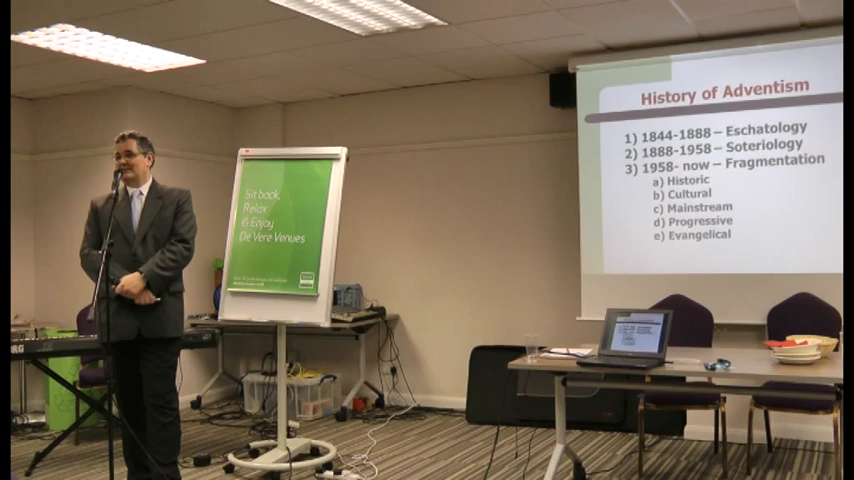 History of Adventism
1) 1844-1888 – Eschatology
2) 1888-1958 – Soteriology
3) 1958- now – Fragmentation
a) Historic
b) Cultural
c) Mainstream
d) Progressive
e) Evangelical
Sit back,
Relax
& Enjoy
De Vere Venues